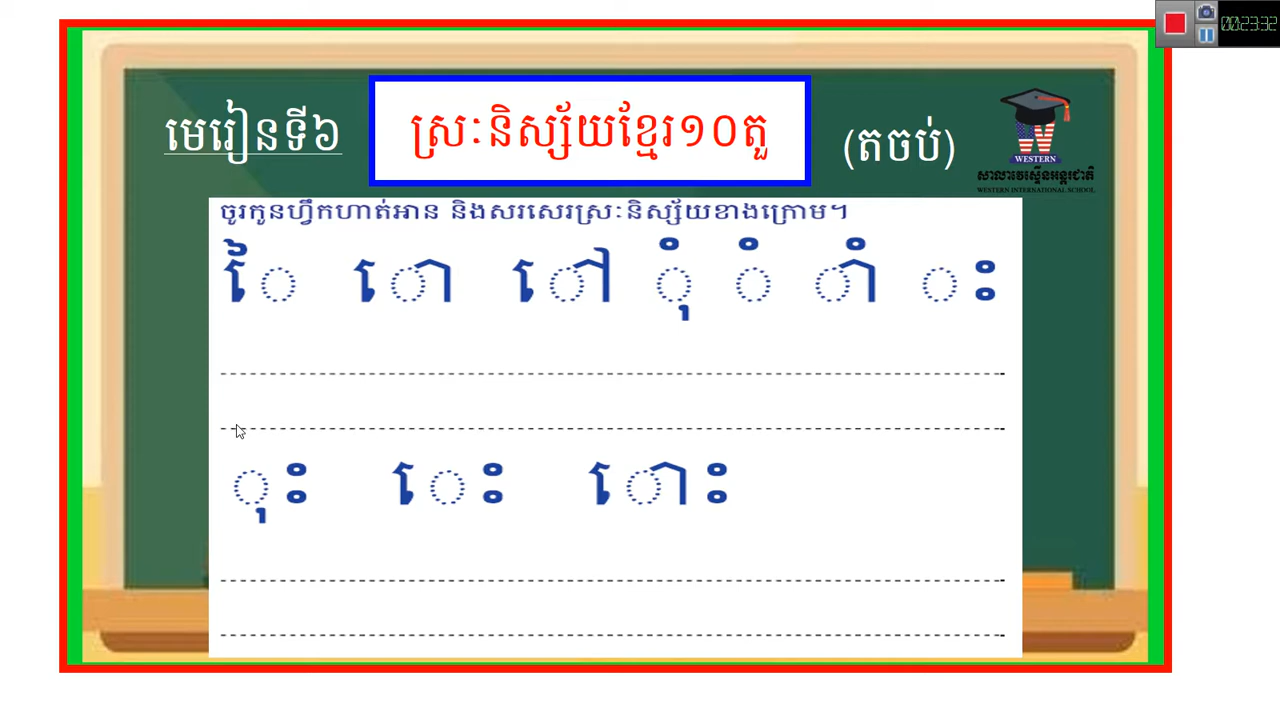 00:23:32
មេរៀនទី៦ ស្រៈនិស្ស័យខ្មែរ១០តួ (តចប់)
WESTERN
សាលាវេស្ទើនអន្តរជាតិ
WESTERN INTERNATIONAL SCHOOL
ចូរកូនហ្វឹកហាត់អាន និងសរសេរស្រៈនិស្ស័យខាងក្រោម។
ៃ ោ ៅ ុំ ំ ាំ ះ
ុះ េះ ោះ